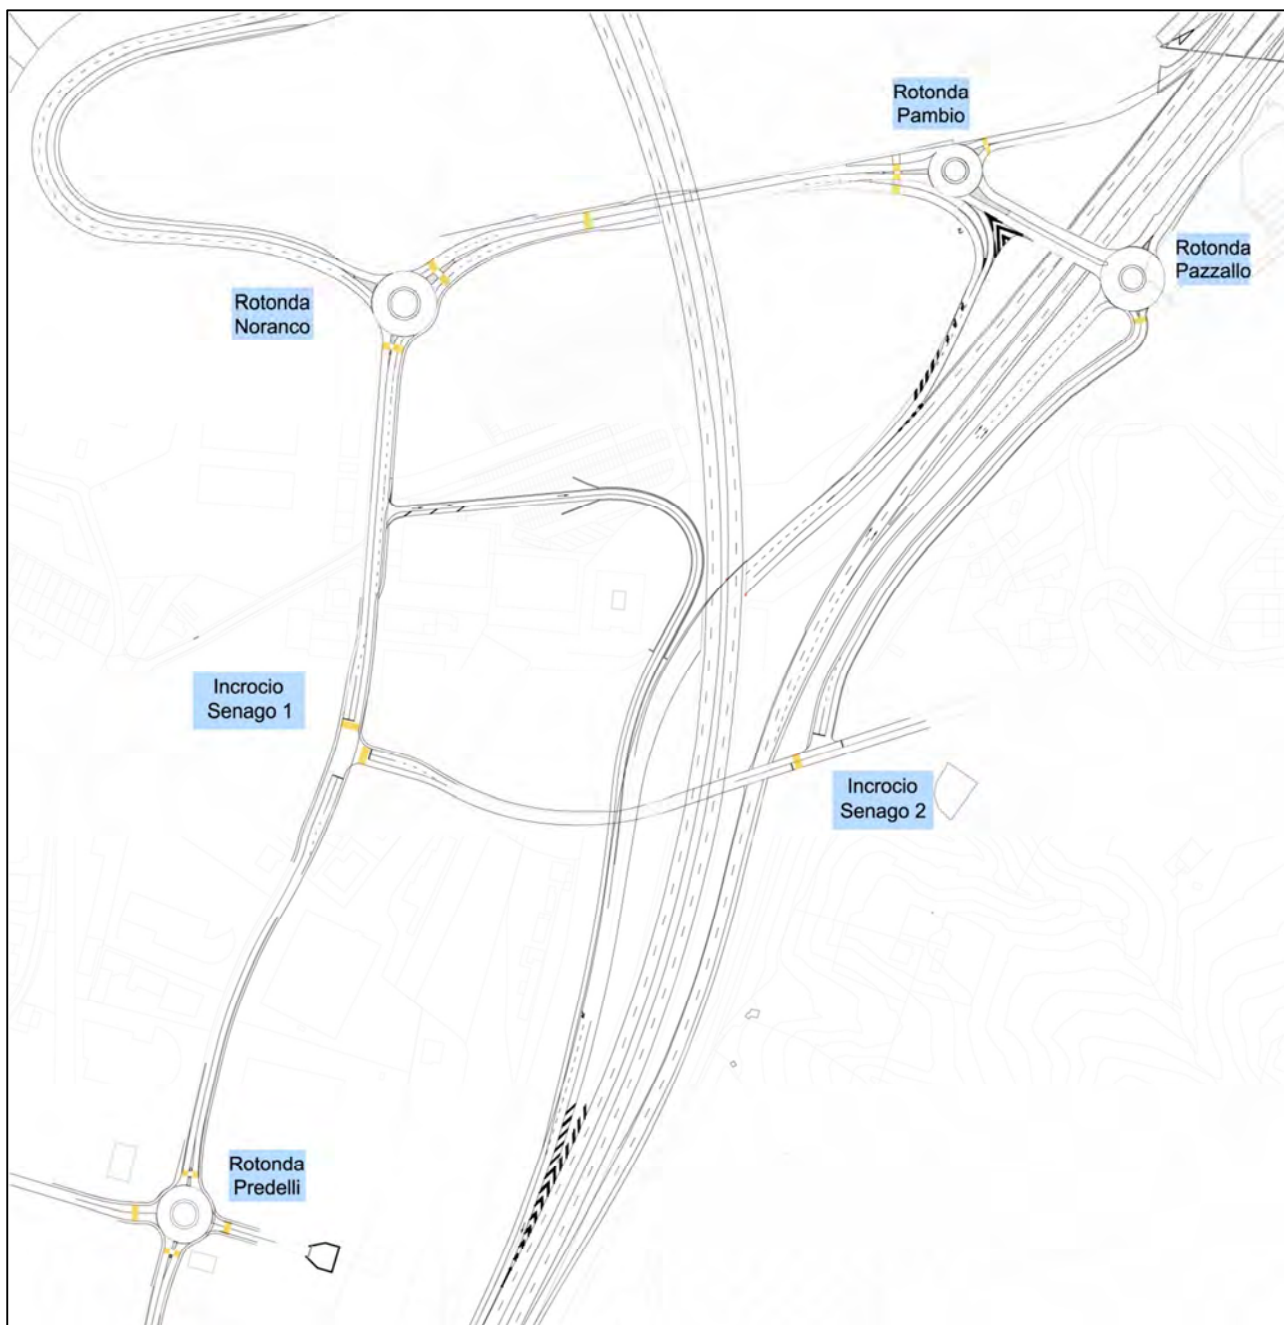 Rotonda
Pambio
Rotonda
Pazzallo
Rotonda
Noranco
Incrocio
Senago 1
Incrocio
Senago 2
Rotonda
Predelli